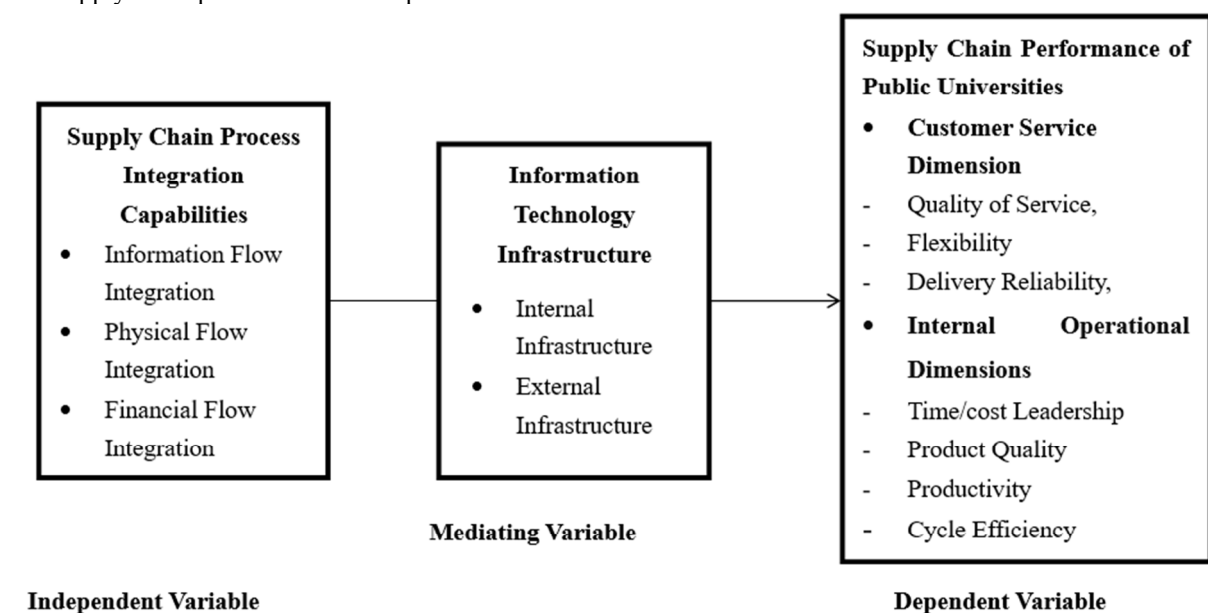 Supply Chain Process
Integration
Capabilities
• Information Flow
Integration
• Physical Flow
Integration
• Financial Flow
Integration
Information
Technology
Infrastructure
• Internal
Infrastructure
• External
Infrastructure
Supply Chain Performance of
Public Universities
• Customer Service
Dimension
- Quality of Service,
- Flexibility
- Delivery Reliability,
• Internal Operational
Dimensions
- Time/cost Leadership
- Product Quality
- Productivity
- Cycle Efficiency
Mediating Variable
Independent Variable
Dependent Variable